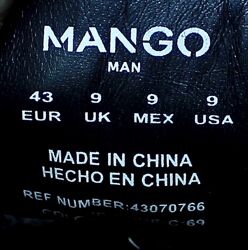 MANGO
MAN
43 9 9 9
EUR UK MEX USA
MADE IN CHINA
HECHO EN CHINA
REF NUMBER:43070766
C-69